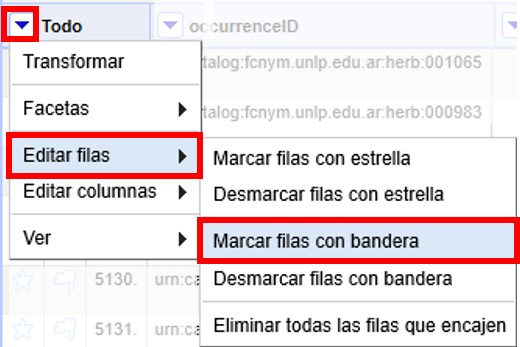 Todo occurrenceID
Transformar
talog:fcnym.unlp.edu.ar:herb:001065
Facetas
talog:fcnym.unlp.edu.ar:herb:000983
Editar filas
Marcar filas con estrella
Editar columnas
Desmarcar filas con estrella
Ver
Marcar filas con bandera
5130. urn:ca
Desmarcar filas con bandera
5131. urn:ca
Eliminar todas las filas que encajen